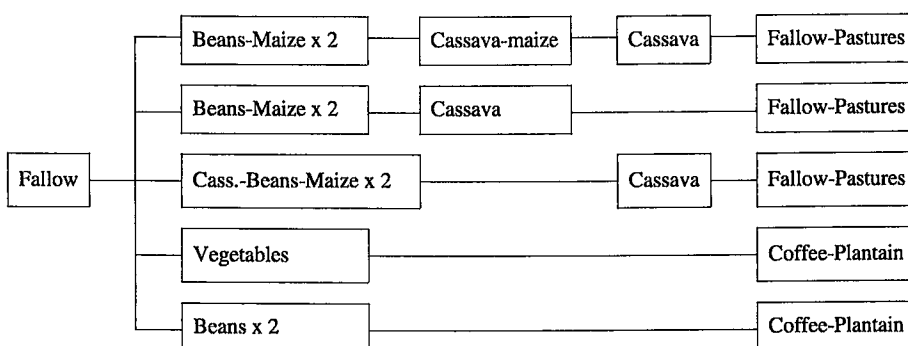 Beans-Maize x 2 Cassava-maize Cassava Fallow-Pastures
Beans-Maize x 2 Cassava Fallow-Pastures
Fallow Cass.-Beans-Maize x 2 Cassava Fallow-Pastures
Vegetables Coffee-Plantain
Beans x 2 Coffee-Plantain